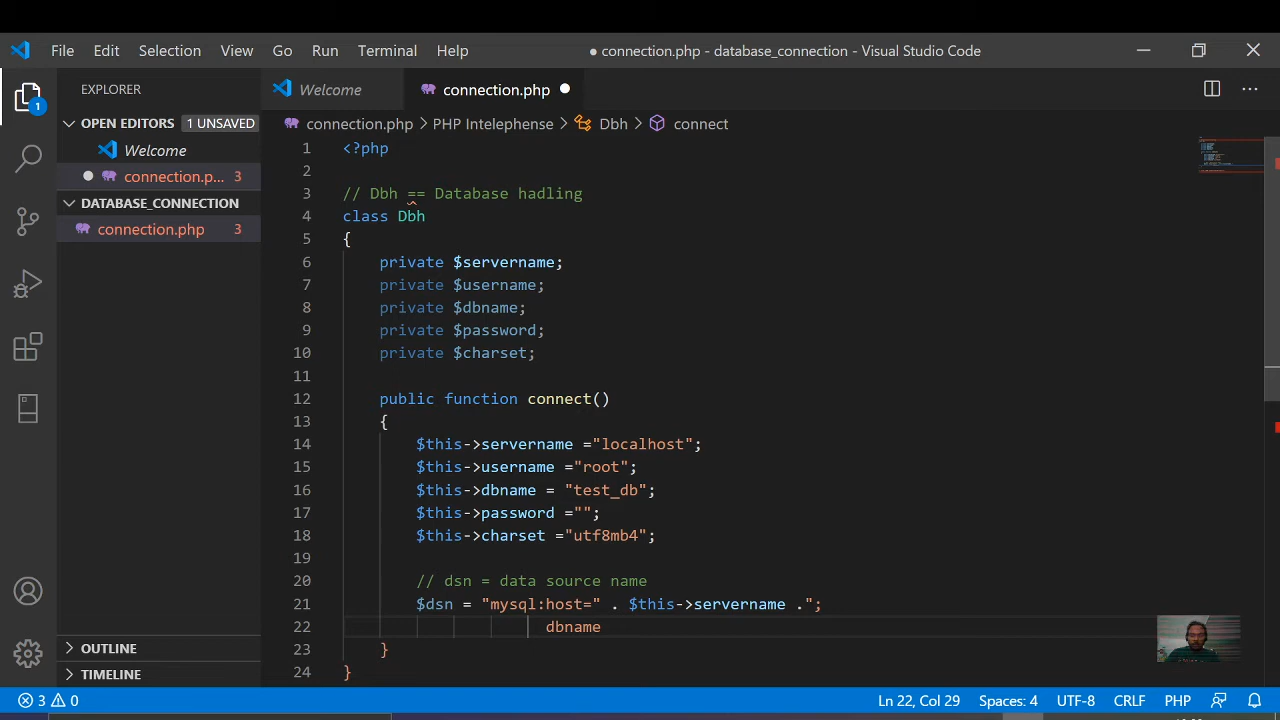 File Edit Selection View Go Run Terminal Help
● connection.php - database_connection - Visual Studio Code
EXPLORER
Welcome
connection.php
OPEN EDITORS 1 UNSAVED
connection.php > PHP Intelephense > Dbh > connect
Welcome
connection.p... 3
DATABASE_CONNECTION
connection.php 3
1
1 <?php
2
3 // Dbh == Database hadling
4 class Dbh
5 {
6 private $servername;
7 private $username;
8 private $dbname;
9 private $password;
10 private $charset;
11
12 public function connect()
13 {
14 $this->servername ="localhost";
15 $this->username ="root";
16 $this->dbname = "test_db";
17 $this->password ="";
18 $this->charset ="utf8mb4";
19
20 // dsn = data source name
21 $dsn = "mysql:host=" . $this->servername .";
22 dbname
23 }
24 }
OUTLINE
TIMELINE
3 0 Ln 22, Col 29 Spaces: 4 UTF-8 CRLF PHP